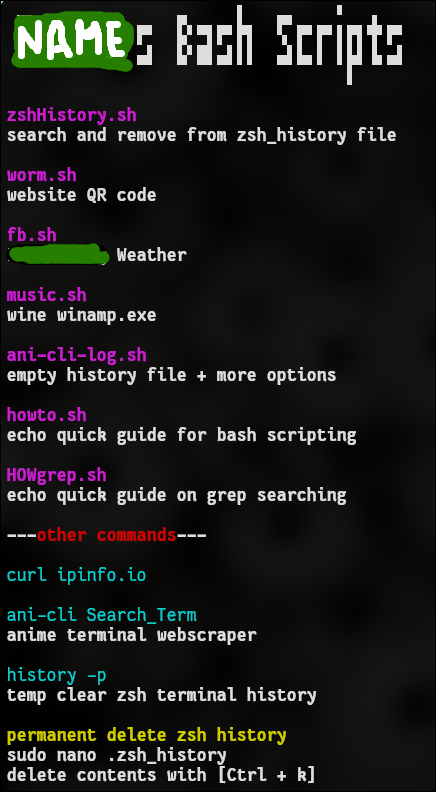 NAMEs Bash Scripts
zshHistory.sh
search and remove from zsh_history file
worm.sh
website QR code
fb.sh
Weather
music.sh
wine winamp.exe
ani-cli-log.sh
empty history file + more options
howto.sh
echo quick guide for bash scripting
HOWgrep.sh
echo quick guide on grep searching
---other commands---
curl ipinfo.io
ani-cli Search_Term
anime terminal webscraper
history -p
temp clear zsh terminal history
permanent delete zsh history
sudo nano .zsh_history
delete contents with [Ctrl + k]